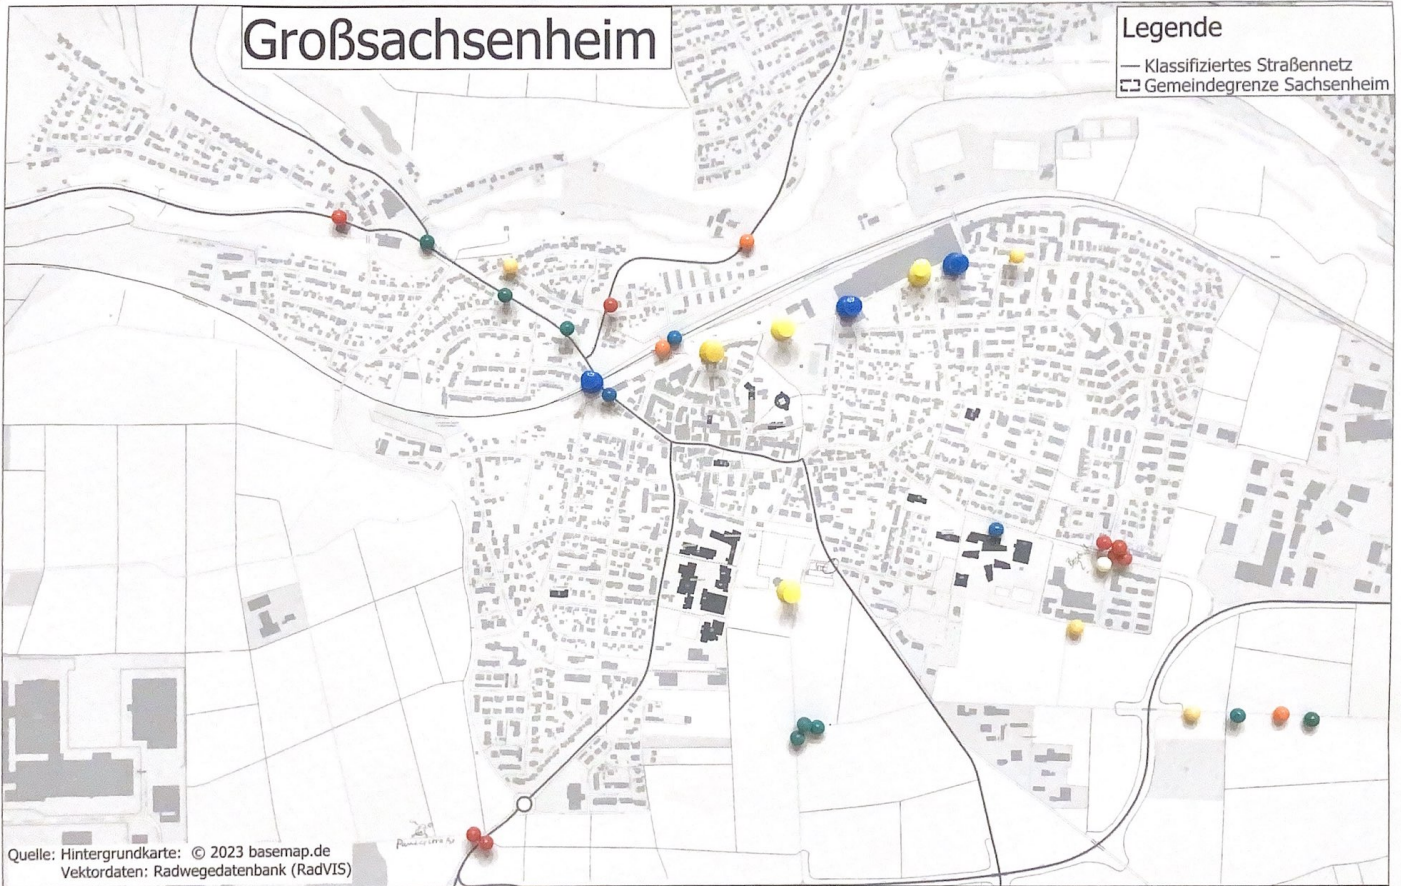 Großsachsenheim
Legende
Klassifiziertes Straßennetz
Gemeindegrenze Sachsenheim
Quelle: Hintergrundkarte: © 2023 basemap.de
Vektordaten: Radwegedatenbank (RadVIS)